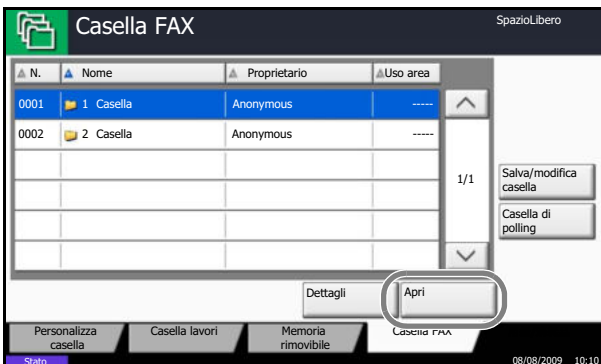 Casella FAX
SpazioLibero
N. Nome Proprietario Uso area
0001 1 Casella Anonymous -----
0002 2 Casella Anonymous -----
1/1
Salva/modifica
casella
Casella di
polling
Dettagli Apri
Personalizza
casella
Casella lavori
Memoria
rimovibile
Casella FAX
Stato
08/08/2009 10:10